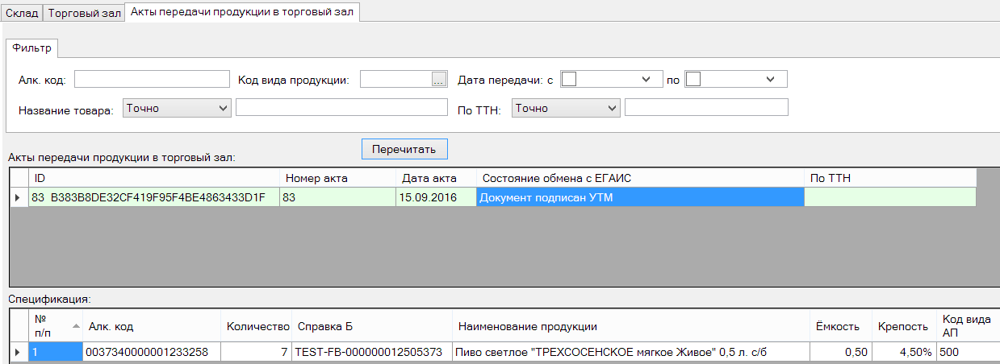 Склад Торговый зал Акты передачи продукции в торговый зал
Фильтр
Алк. код: Код вида продукции: ... Дата передачи: с по
Название товара: Точно По ТТН: Точно
Перечитать
Акты передачи продукции в торговый зал:
ID Номер акта Дата акта Состояние обмена с ЕГАИС По ТТН
83 B383B8DE32CF419F95F4BE4863433D1F 83 15.09.2016 Документ подписан УТМ
Спецификация:
№ п/п Алк. код Количество Справка Б Наименование продукции Ёмкость Крепость Код вида АП
1 0037340000001233258 7 TEST-FB-000000012505373 Пиво светлое "ТРЕХСОСЕНСКОЕ мягкое Живое" 0,5 л. с/б 0,50 4,50% 500